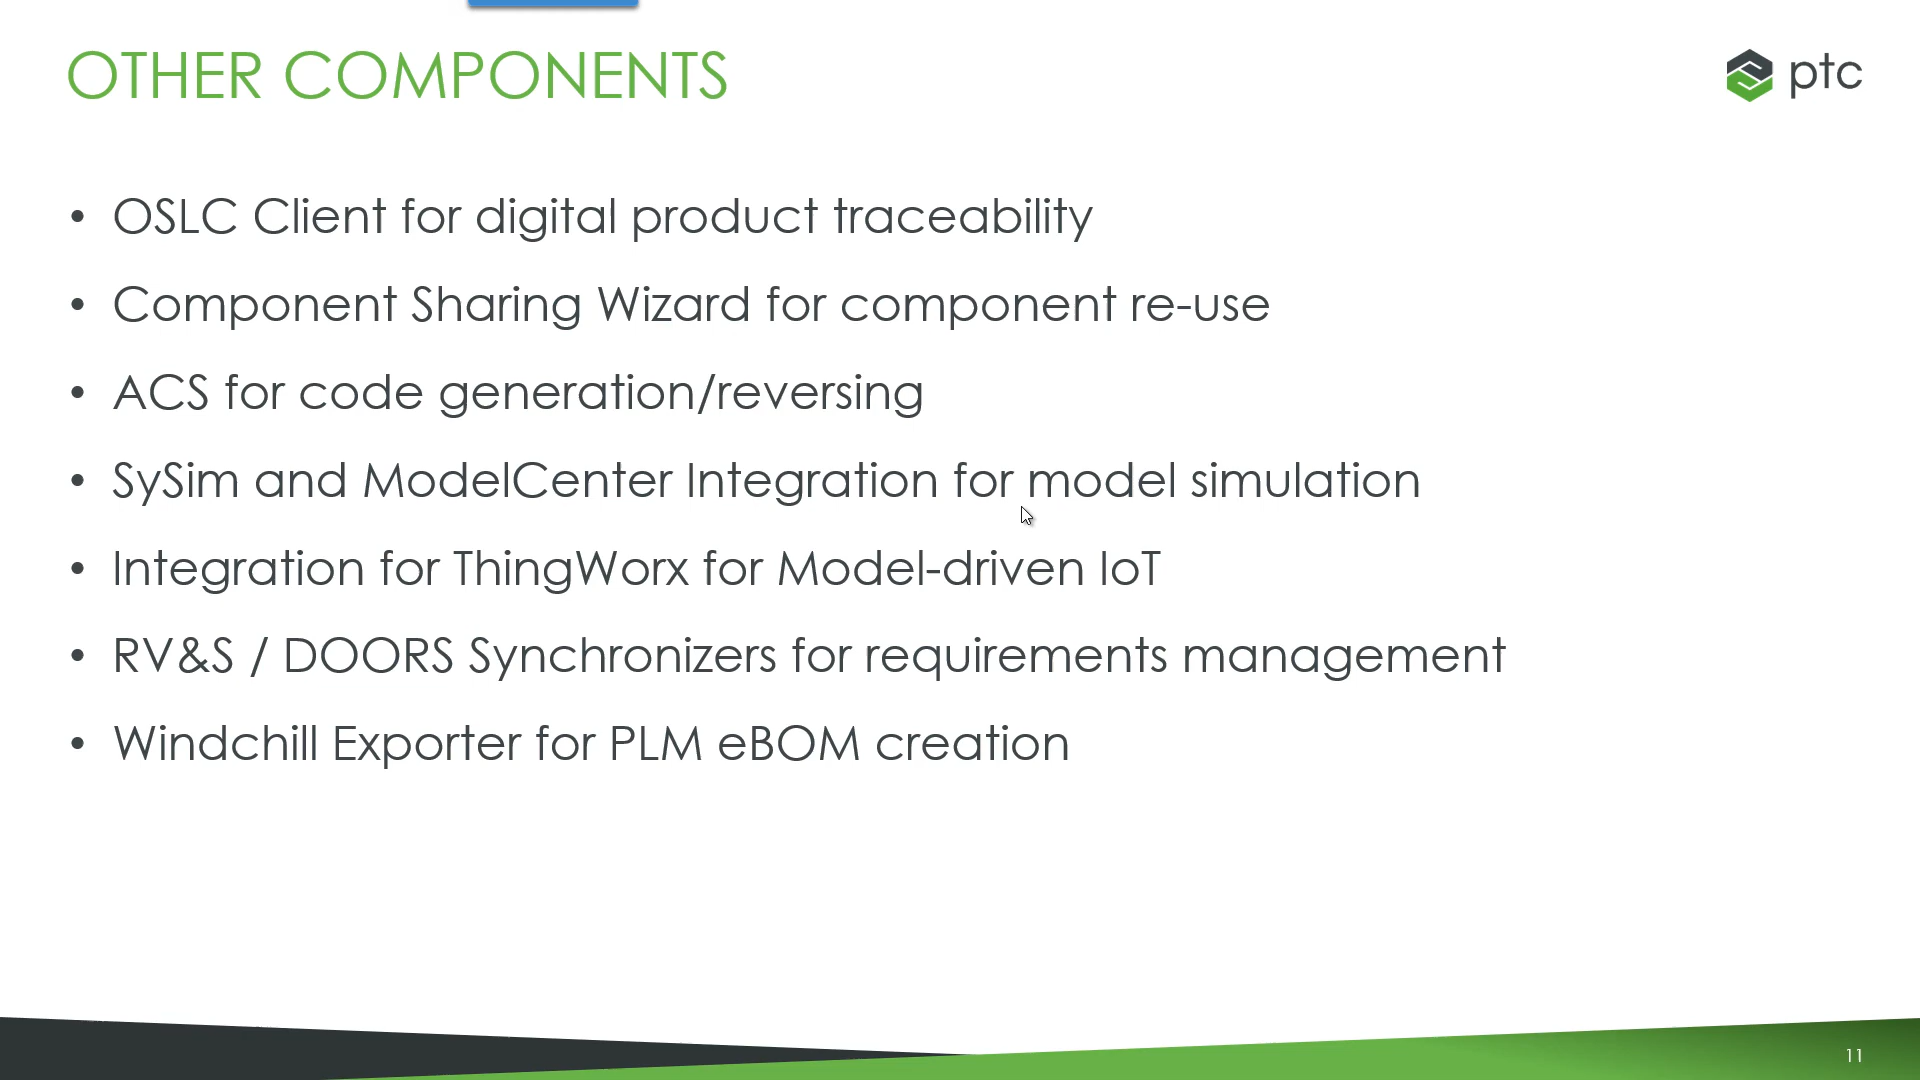 OTHER COMPONENTS
ptc
• OSLC Client for digital product traceability
• Component Sharing Wizard for component re-use
• ACS for code generation/reversing
• SySim and ModelCenter Integration for model simulation
• Integration for ThingWorx for Model-driven IoT
• RV&S / DOORS Synchronizers for requirements management
• Windchill Exporter for PLM eBOM creation
11